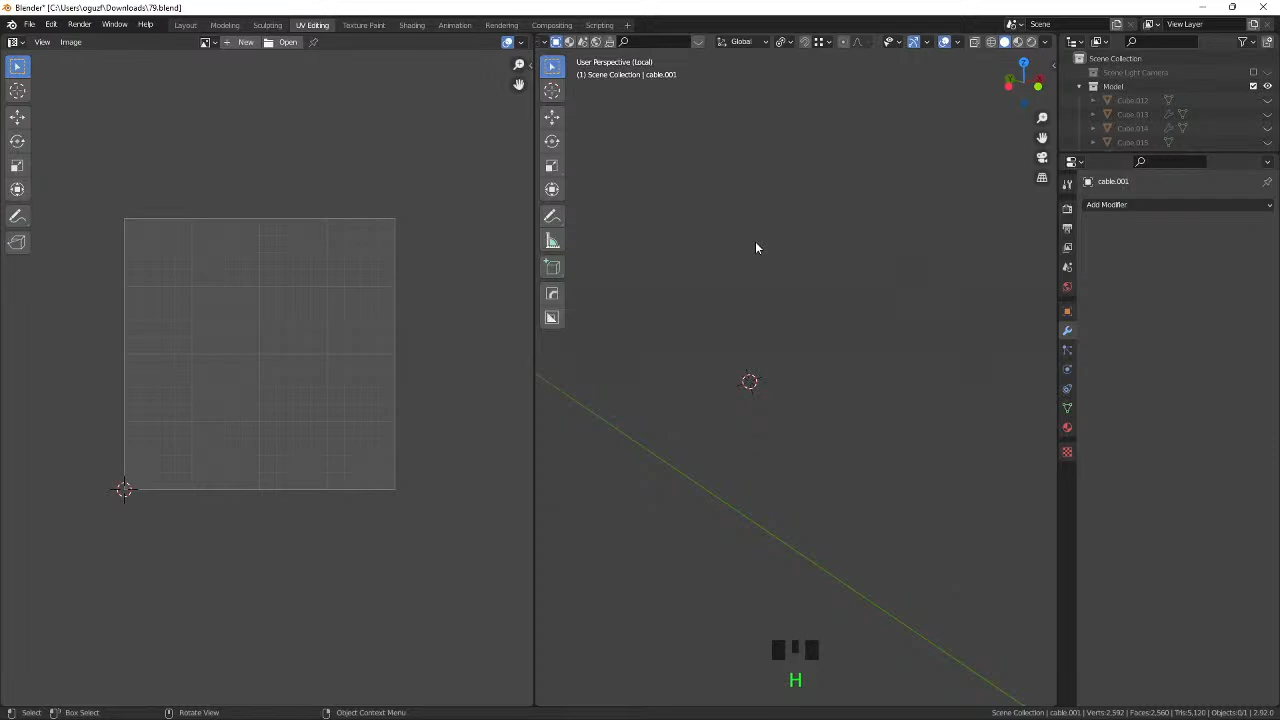 Blender* [C:\Users\oguzf\Downloads\79.blend]
File Edit Render Window Help Layout Modeling Sculpting UV Editing Texture Paint Shading Animation Rendering Compositing Scripting + Scene View Layer
View Image + New Open Global
User Perspective (Local)
(1) Scene Collection | cable.001
Scene Collection
Scene Light Camera
Model
Cube.012
Cube.013
Cube.014
Cube.015
cable.001
Add Modifier
Z
H
Select Box Select Rotate View Object Context Menu Scene Collection | cable.001 | Verts:2,592 | Faces:2,560 | Tris:5,120 | Objects:0/1 | 2.92.0